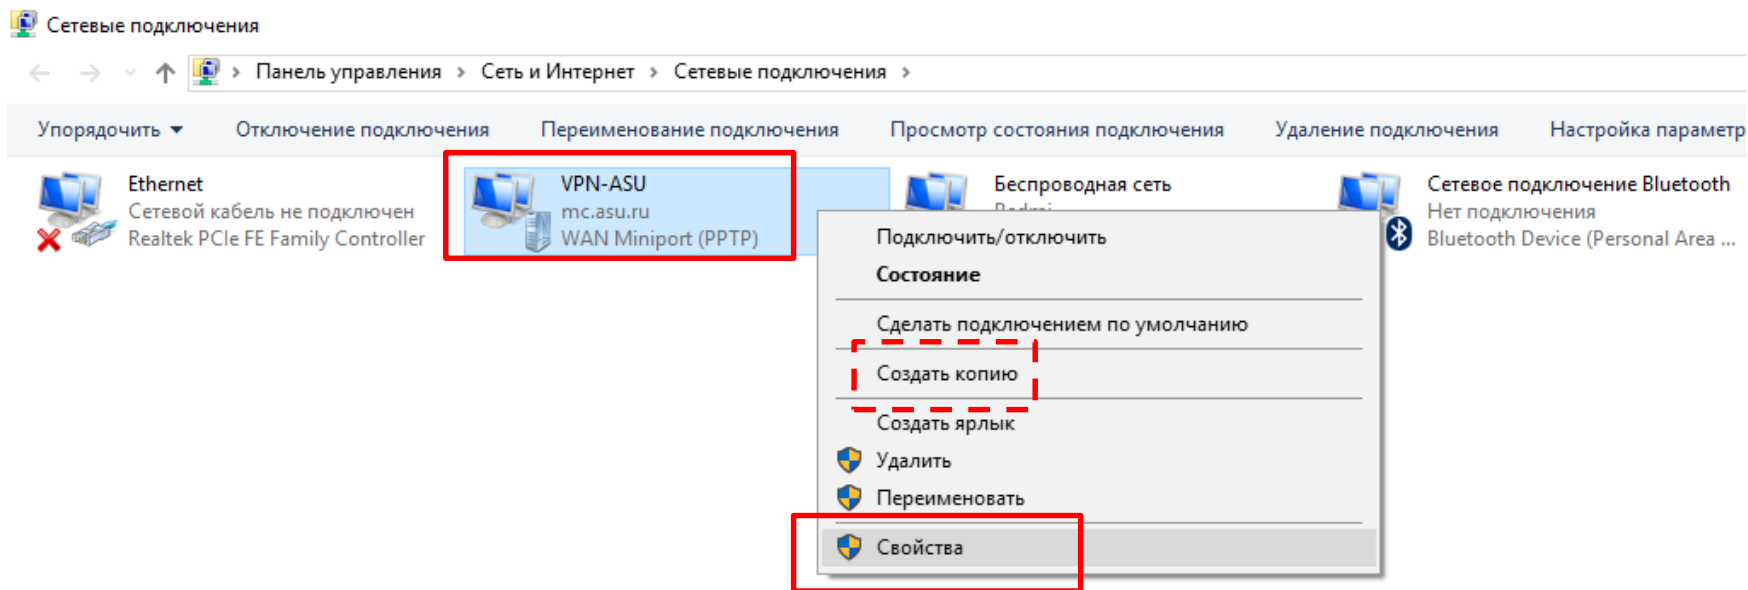 Сетевые подключения
Панель управления > Сеть и Интернет > Сетевые подключения >
Упорядочить Отключение подключения Переименование подключения Просмотр состояния подключения Удаление подключения Настройка параметр
Ethernet
Сетевой кабель не подключен
Realtek PCIe FE Family Controller
VPN-ASU
mc.asu.ru
WAN Miniport (PPTP)
Беспроводная сеть
Сетевое подключение Bluetooth
Нет подключения
Bluetooth Device (Personal Area ...
Подключить/отключить
Состояние
Сделать подключением по умолчанию
Создать копию
Создать ярлык
Удалить
Переименовать
Свойства